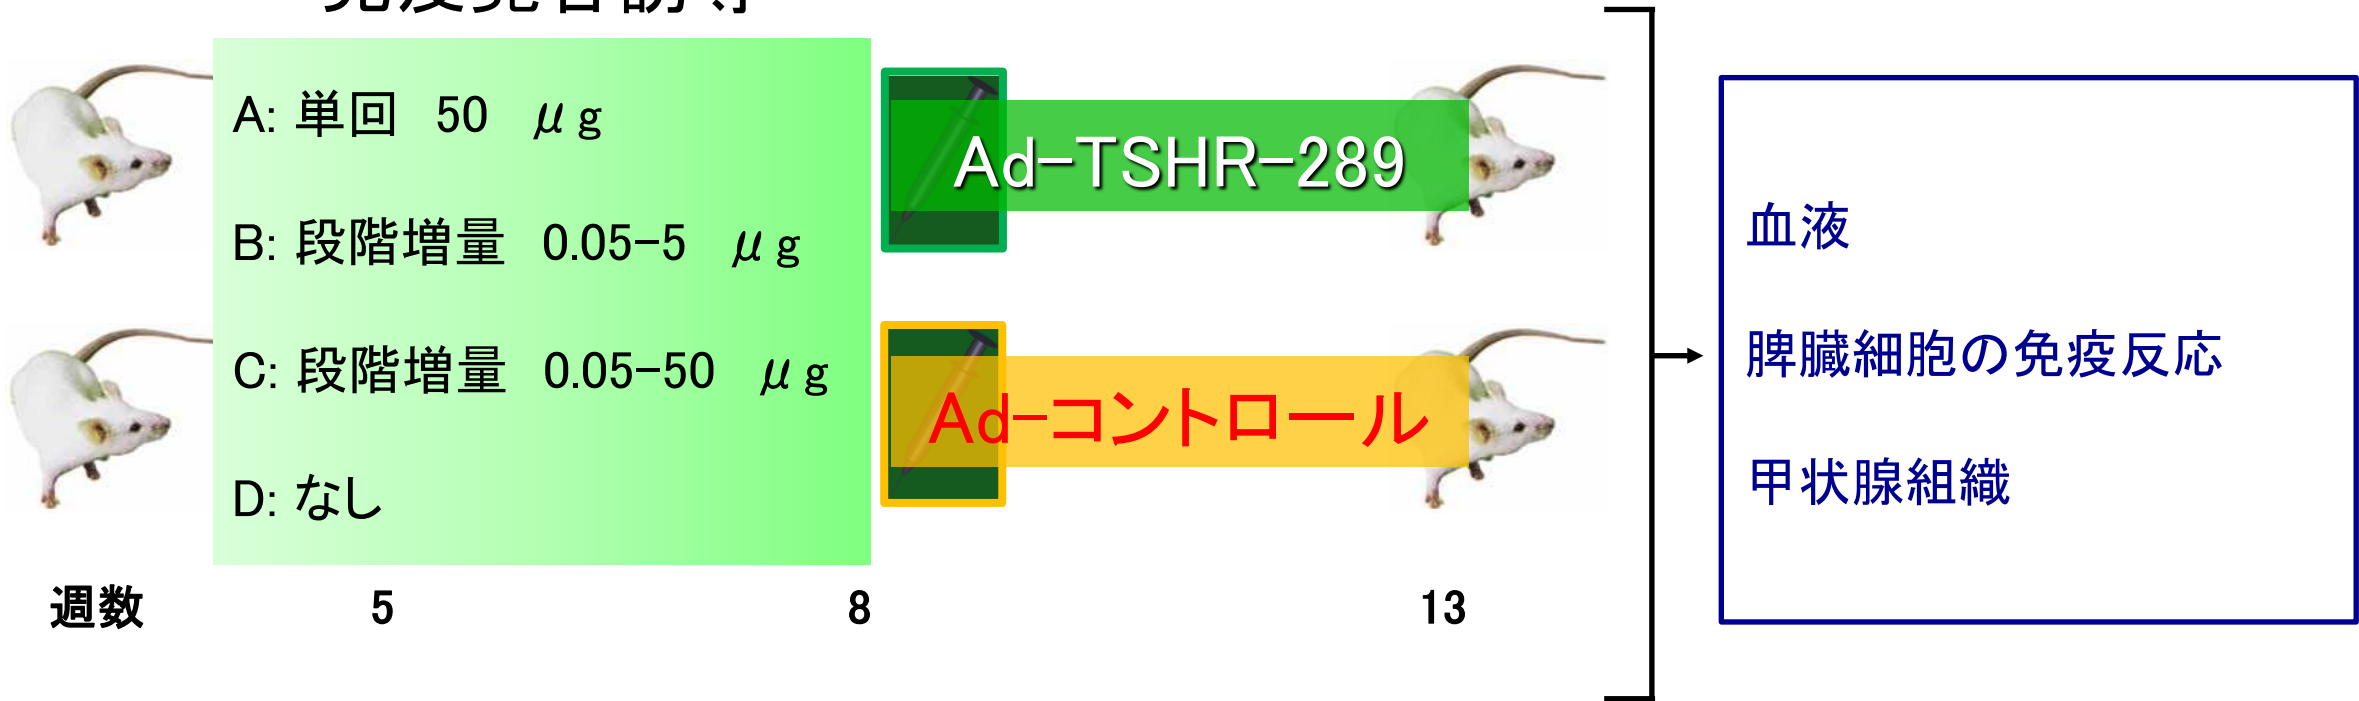 A: 単回 50 μg
B: 段階増量 0.05-5 μg
C: 段階増量 0.05-50 μg
D: なし
Ad-TSHR-289
Ad-コントロール
血液
脾臓細胞の免疫反応
甲状腺組織
週数 5 8 13